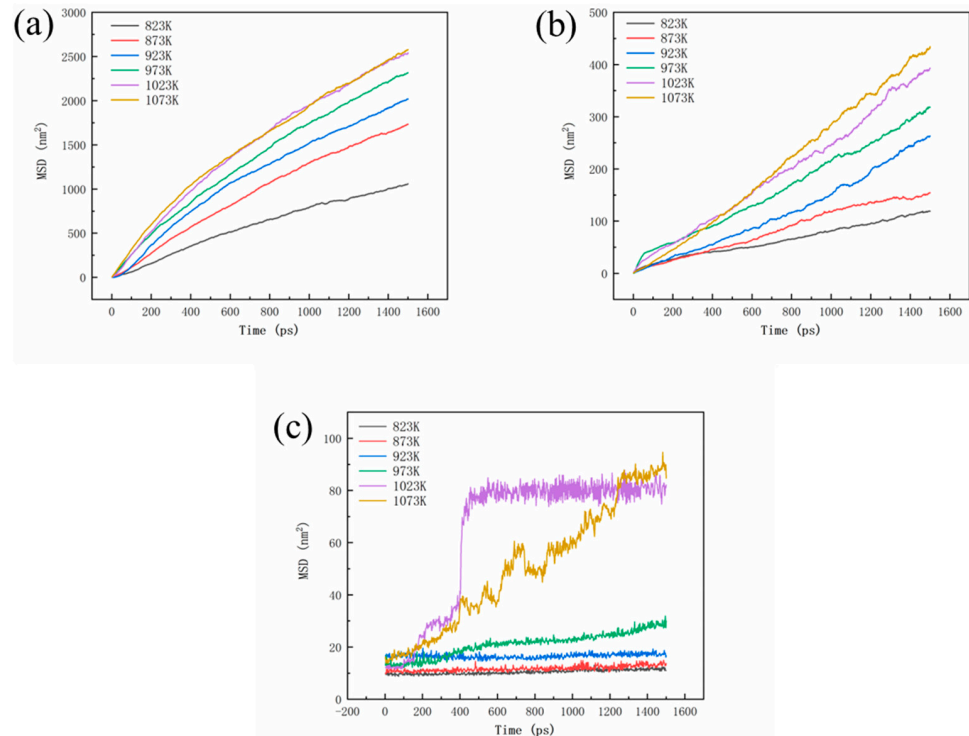 (a)
3000
2500
2000
1500
1000
500
0
MSD (nm²)
823K
873K
923K
973K
1023K
1073K
0 200 400 600 800 1000 1200 1400 1600
Time (ps)
(b)
500
400
300
200
100
0
MSD (nm²)
823K
873K
923K
973K
1023K
1073K
0 200 400 600 800 1000 1200 1400 1600
Time (ps)
(c)
100
80
60
40
20
0
MSD (nm²)
823K
873K
923K
973K
1023K
1073K
-200 0 200 400 600 800 1000 1200 1400 1600
Time (ps)